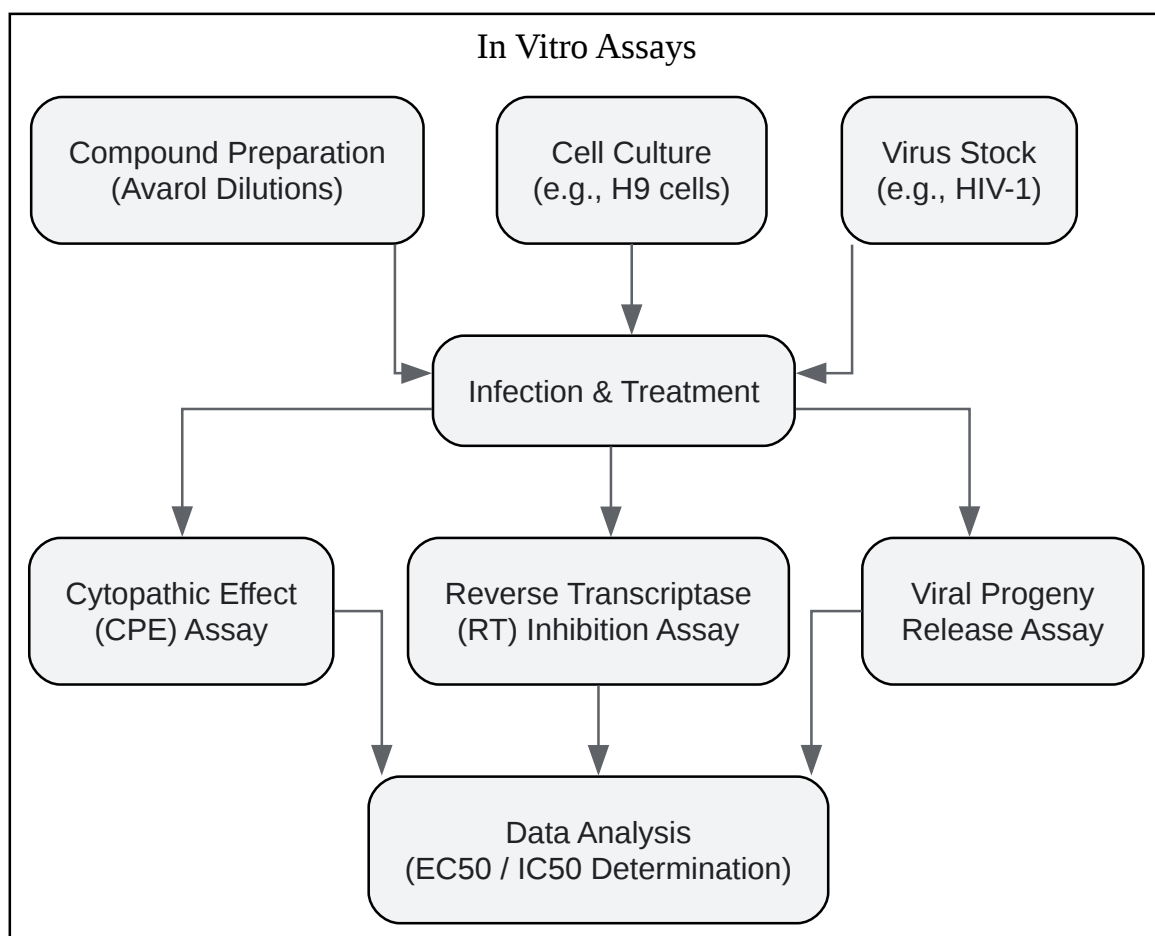 In Vitro Assays
Compound Preparation
(Avarol Dilutions)
Cell Culture
(e.g., H9 cells)
Virus Stock
(e.g., HIV-1)
Infection & Treatment
Cytopathic Effect
(CPE) Assay
Reverse Transcriptase
(RT) Inhibition Assay
Viral Progeny
Release Assay
Data Analysis
(EC50 / IC50 Determination)